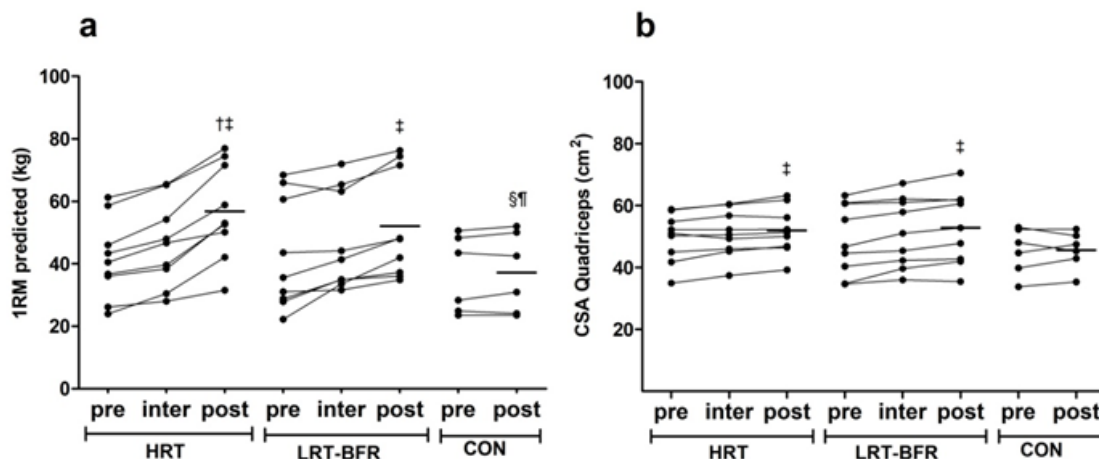 a
1RM predicted (kg)
100
80
60
40
20
0
†‡
‡
§¶
pre inter post pre inter post pre post
HRT LRT-BFR CON
b
CSA Quadriceps (cm²)
100
80
60
40
20
‡
‡
pre inter post pre inter post pre post
HRT LRT-BFR CON